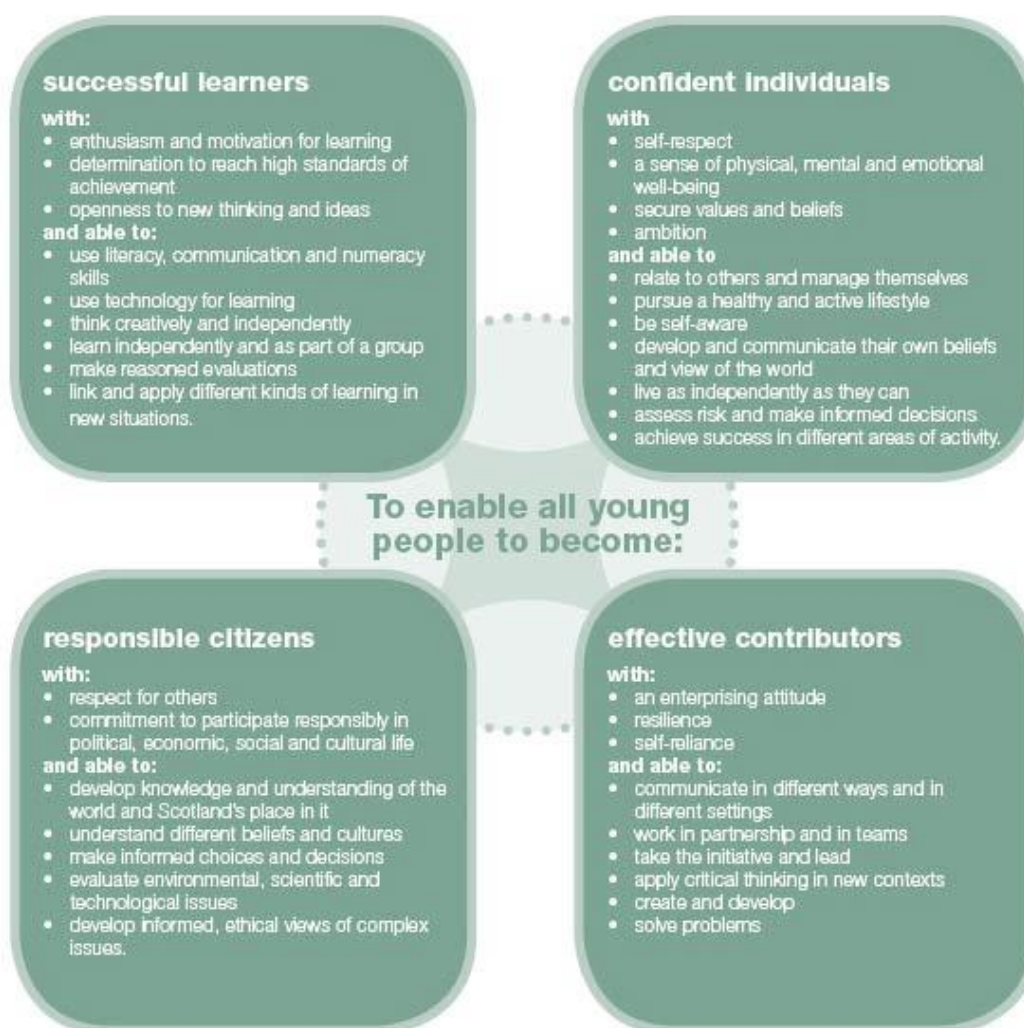 successful learners
with:
• enthusiasm and motivation for learning
• determination to reach high standards of
achievement
• openness to new thinking and ideas
and able to:
• use literacy, communication and numeracy
skills
• use technology for learning
• think creatively and independently
• learn independently and as part of a group
• make reasoned evaluations
• link and apply different kinds of learning in
new situations.
confident individuals
with
• self-respect
• a sense of physical, mental and emotional
well-being
• secure values and beliefs
• ambition
and able to
• relate to others and manage themselves
• pursue a healthy and active lifestyle
• be self-aware
• develop and communicate their own beliefs
and view of the world
• live as independently as they can
• assess risk and make informed decisions
• achieve success in different areas of activity.
To enable all young
people to become:
responsible citizens
with:
• respect for others
• commitment to participate responsibly in
political, economic, social and cultural life
and able to:
• develop knowledge and understanding of the
world and Scotland's place in it
• understand different beliefs and cultures
• make informed choices and decisions
• evaluate environmental, scientific and
technological issues
• develop informed, ethical views of complex
issues.
effective contributors
with:
• an enterprising attitude
• resilience
• self-reliance
and able to:
• communicate in different ways and in
different settings
• work in partnership and in teams
• take the initiative and lead
• apply critical thinking in new contexts
• create and develop
• solve problems